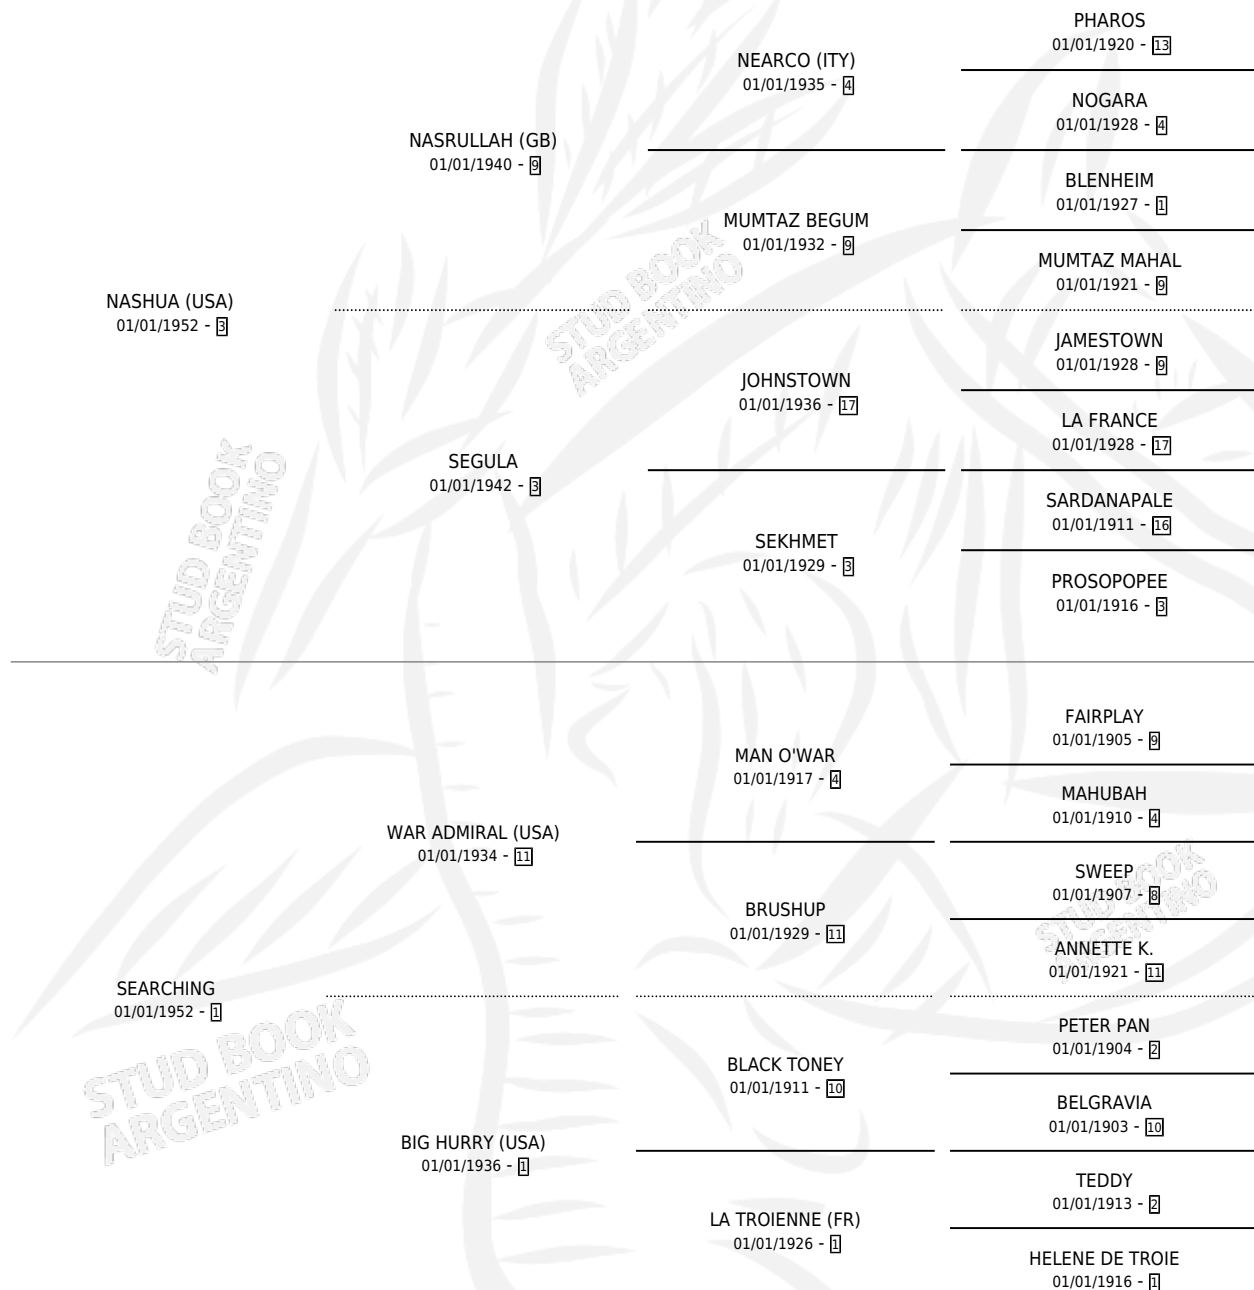 PHAROS
01/01/1920 - 13
NEARCO (ITY)
01/01/1935 - 4
NOGARA
01/01/1928 - 4
NASRULLAH (GB)
01/01/1940 - 9
BLENHEIM
01/01/1927 - 1
MUMTAZ BEGUM
01/01/1932 - 9
MUMTAZ MAHAL
01/01/1921 - 9
NASHUA (USA)
01/01/1952 - 3
STUD BOOK
ARGENTINO
JAMESTOWN
01/01/1928 - 9
JOHNSTOWN
01/01/1936 - 17
LA FRANCE
01/01/1928 - 17
SEGULA
01/01/1942 - 3
SARDANAPALE
01/01/1911 - 16
SEKHMET
01/01/1929 - 3
PROSOPOPEE
01/01/1916 - 3
STUD BOOK
ARGENTINO
FAIRPLAY
01/01/1905 - 9
MAN O'WAR
01/01/1917 - 4
MAHUBAH
01/01/1910 - 4
WAR ADMIRAL (USA)
01/01/1934 - 11
SWEEP
01/01/1907 - 8
BRUSHUP
01/01/1929 - 11
STUD BOOK
ARGENTINO
ANNETTE K.
01/01/1921 - 11
SEARCHING
01/01/1952 - 1
PETER PAN
01/01/1904 - 2
BLACK TONEY
01/01/1911 - 10
STUD BOOK
ARGENTINO
BELGRAVIA
01/01/1903 - 10
BIG HURRY (USA)
01/01/1936 - 1
TEDDY
01/01/1913 - 2
LA TROIENNE (FR)
01/01/1926 - 1
HELENE DE TROIE
01/01/1916 - 1